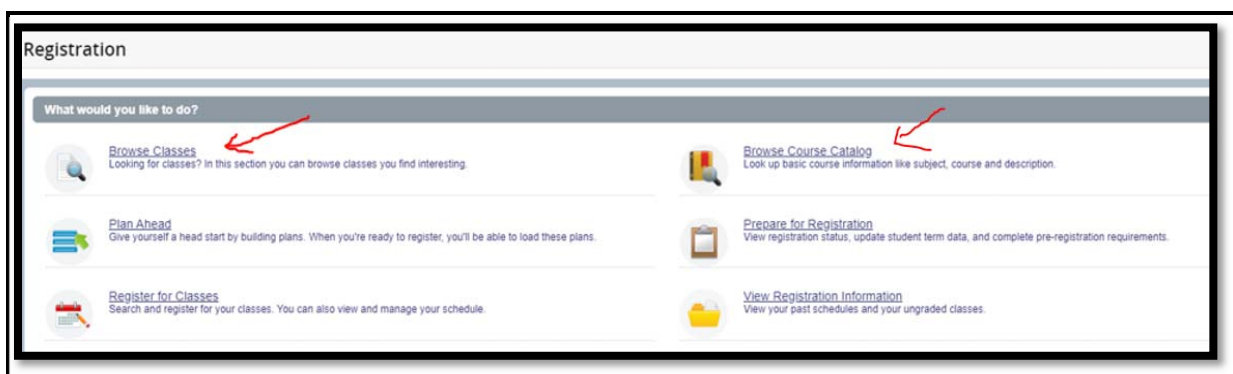 Registration
What would you like to do?
Browse Classes
Looking for classes? In this section you can browse classes you find interesting.
Browse Course Catalog
Look up basic course information like subject, course and description.
Plan Ahead
Give yourself a head start by building plans. When you're ready to register, you'll be able to load these plans.
Prepare for Registration
View registration status, update student term data, and complete pre-registration requirements.
Register for Classes
Search and register for your classes. You can also view and manage your schedule.
View Registration Information
View your past schedules and your ungraded classes.